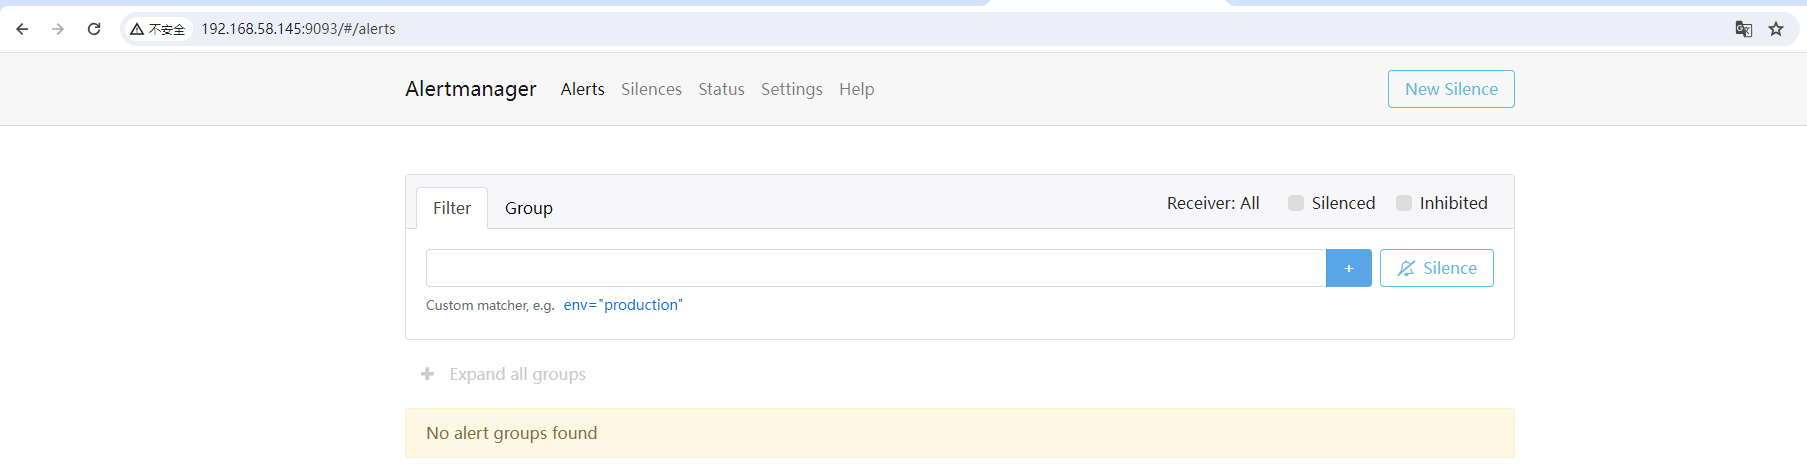 不安全 192.168.58.145:9093/#/alerts
Alertmanager Alerts Silences Status Settings Help New Silence
Filter Group Receiver: All Silenced Inhibited
+ Silence
Custom matcher, e.g. env="production"
+ Expand all groups
No alert groups found